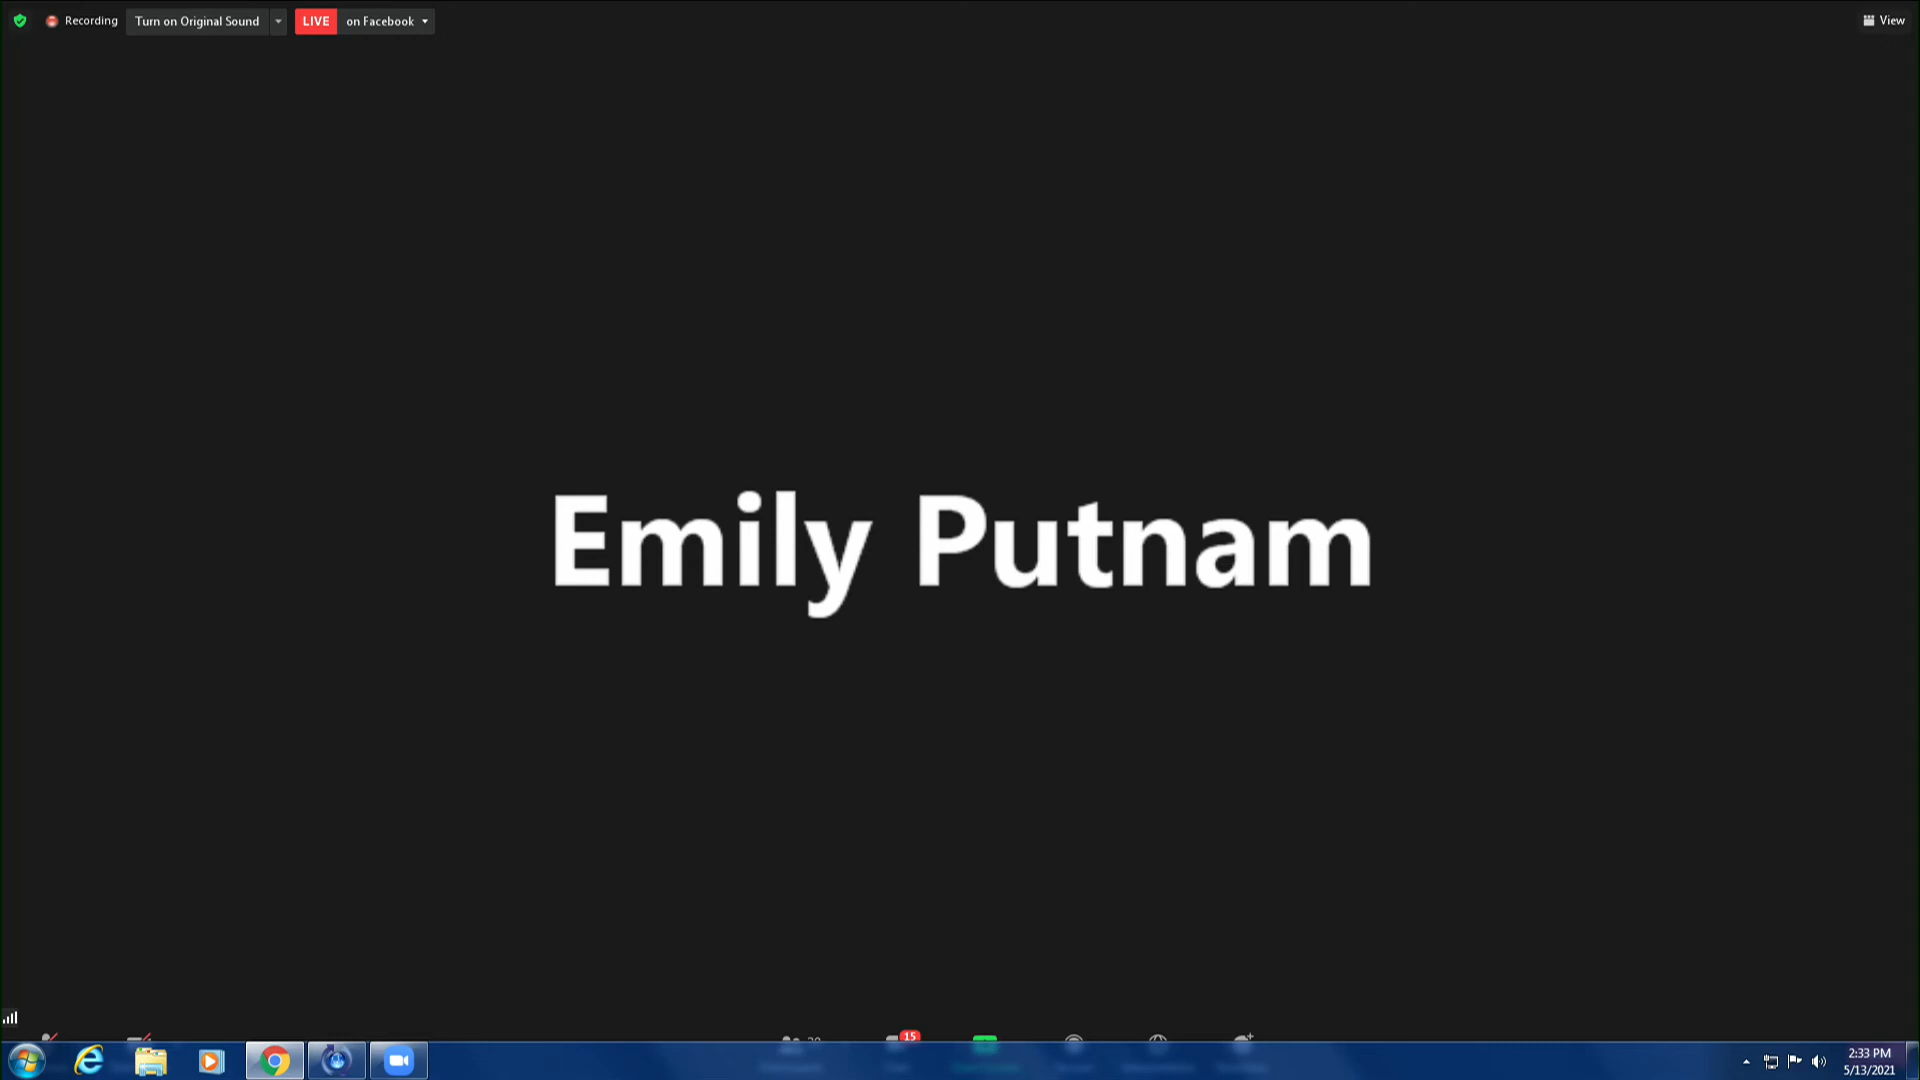 Recording
Turn on Original Sound
LIVE on Facebook
View
Emily Putnam
15
2:33 PM
5/13/2021